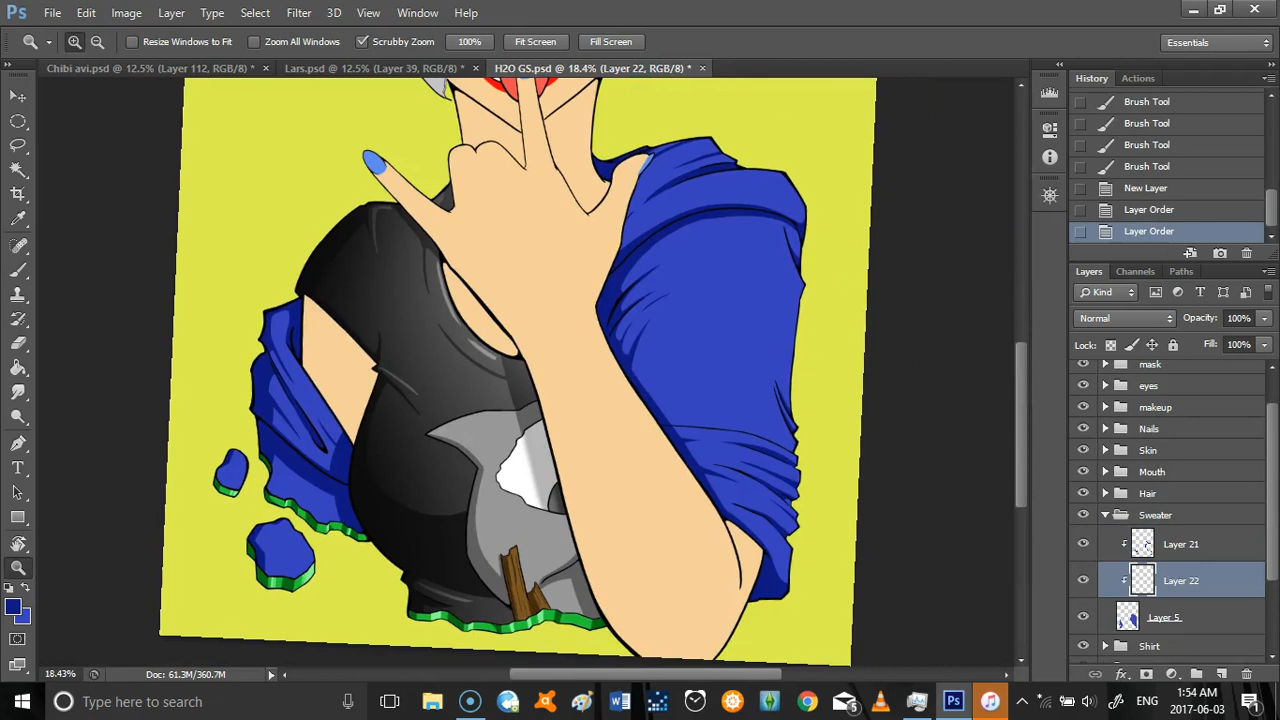 Ps File Edit Image Layer Type Select Filter 3D View Window Help
Resize Windows to Fit Zoom All Windows Scrubby Zoom 100% Fit Screen Fill Screen Essentials
Chibi avi.psd @ 12.5% (Layer 112, RGB/8) * × Lars.psd @ 12.5% (Layer 39, RGB/8) * × H2O GS.psd @ 18.4% (Layer 22, RGB/8) * ×
History Actions
Brush Tool
Brush Tool
Brush Tool
Brush Tool
New Layer
Layer Order
Layer Order
Layers Channels Paths
Kind
Normal Opacity: 100%
Lock: Fill: 100%
mask
eyes
makeup
Nails
Skin
Mouth
Hair
Sweater
Layer 21
Layer 22
Layer 5
Shirt
18.43% Doc: 61.3M/360.7M
Type here to search
ENG
1:54 AM
2017-06-03